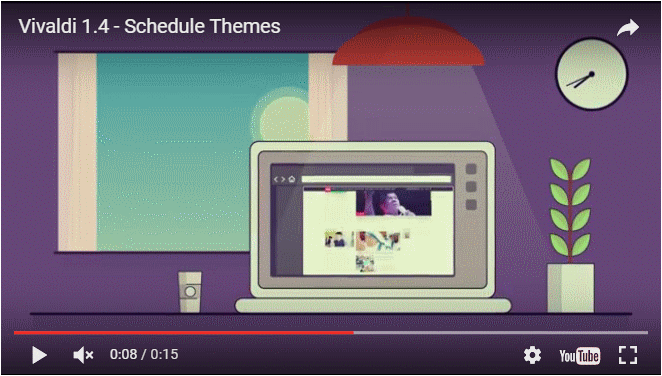 Vivaldi 1.4 - Schedule Themes
0:08 / 0:15
YouTube